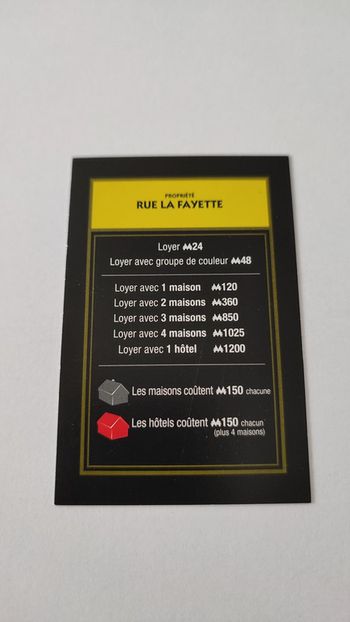 PROPRIÉTÉ
RUE LA FAYETTE
Loyer M24
Loyer avec groupe de couleur M48
Loyer avec 1 maison M120
Loyer avec 2 maisons M360
Loyer avec 3 maisons M850
Loyer avec 4 maisons M1025
Loyer avec 1 hôtel M1200
Les maisons coûtent M150 chacune
Les hôtels coûtent M150 chacun
(plus 4 maisons)